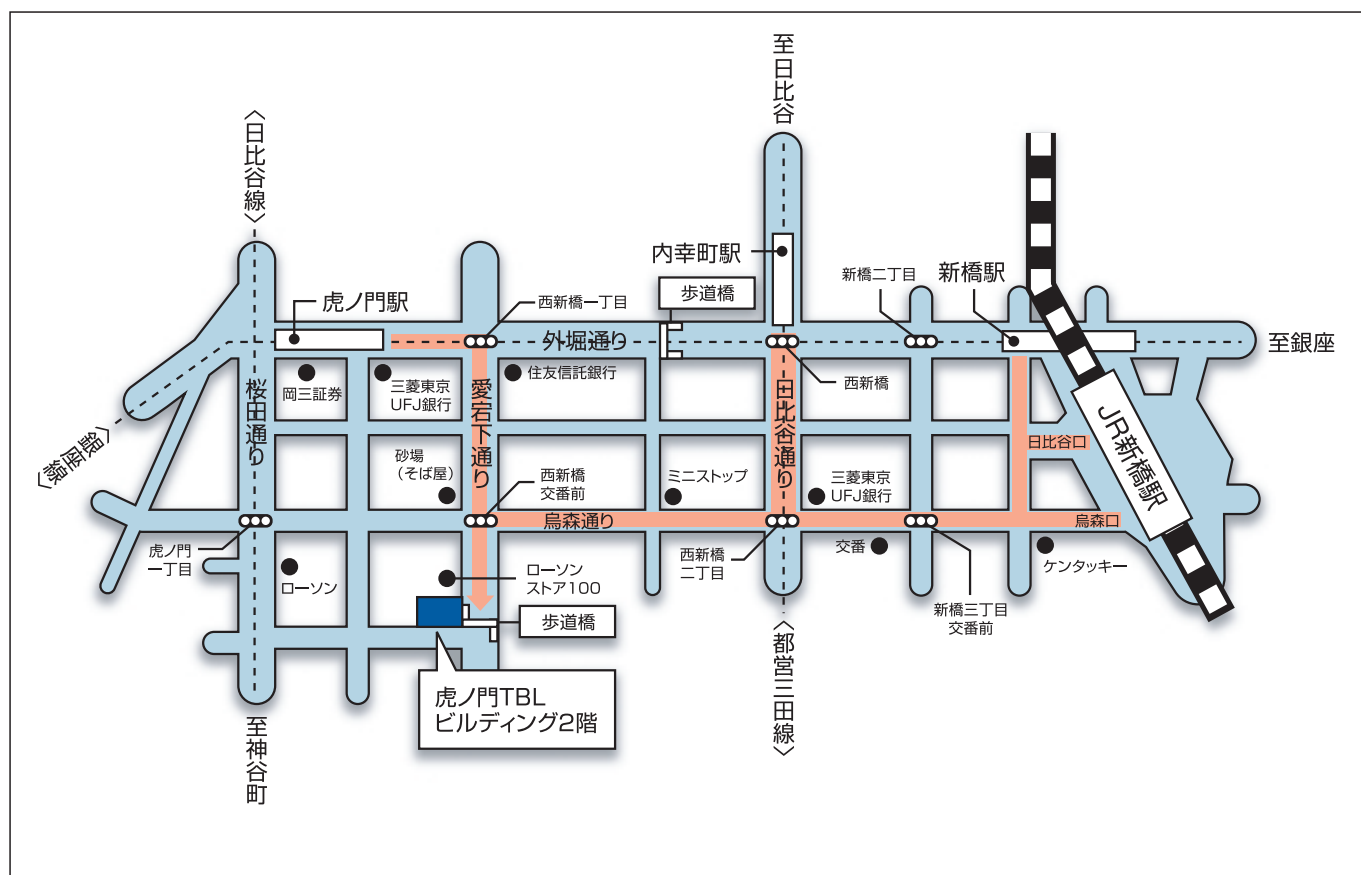 至日比谷
〈日比谷線〉
内幸町駅
歩道橋
新橋二丁目
新橋駅
虎ノ門駅
西新橋一丁目
外堀通り
至銀座
岡三証券
三菱東京
UFJ銀行
住友信託銀行
西新橋
桜田通り
愛宕下通り
日比谷通り
〈銀座線〉
日比谷口
JR新橋駅
砂場
（そば屋）
西新橋
交番前
ミニストップ
三菱東京
UFJ銀行
烏森通り
烏森口
虎ノ門
一丁目
ローソン
ローソン
ストア100
西新橋
二丁目
交番
新橋三丁目
交番前
ケンタッキー
歩道橋
虎ノ門TBL
ビルディング2階
〈都営三田線〉
至神谷町